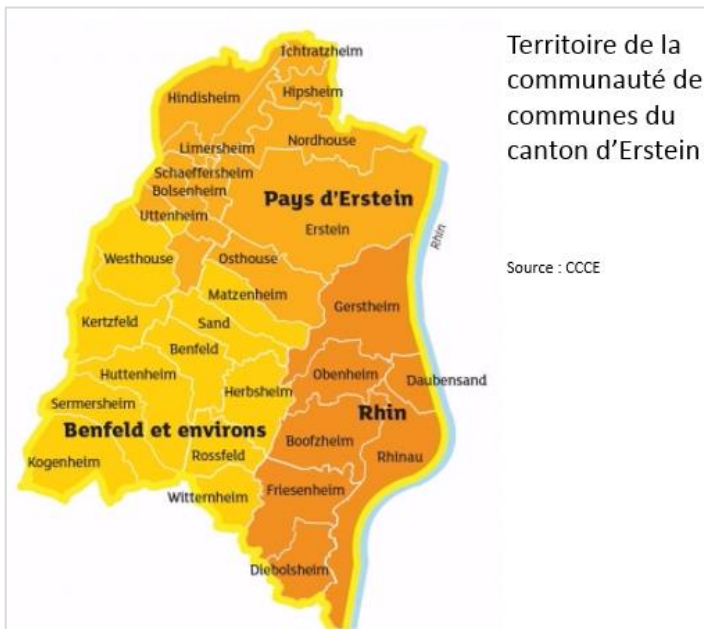 Territoire de la
communauté de
communes du
canton d'Erstein
Source : CCCE
Ichtratzheim
Hipsheim
Hindisheim
Nordhouse
Limersheim
Schaeffersheim
Bolsenheim
Pays d'Erstein
Uttenheim
Erstein
Rhin
Westhouse
Osthouse
Matzenheim
Gerstheim
Kertzfeld
Sand
Benfeld
Huttenheim
Obenheim
Daubensand
Herbsheim
Sermersheim
Rhin
Benfeld et environs
Boofzheim
Kogenheim
Rossfeld
Rhinau
Witternheim
Friesenheim
Diebolsheim